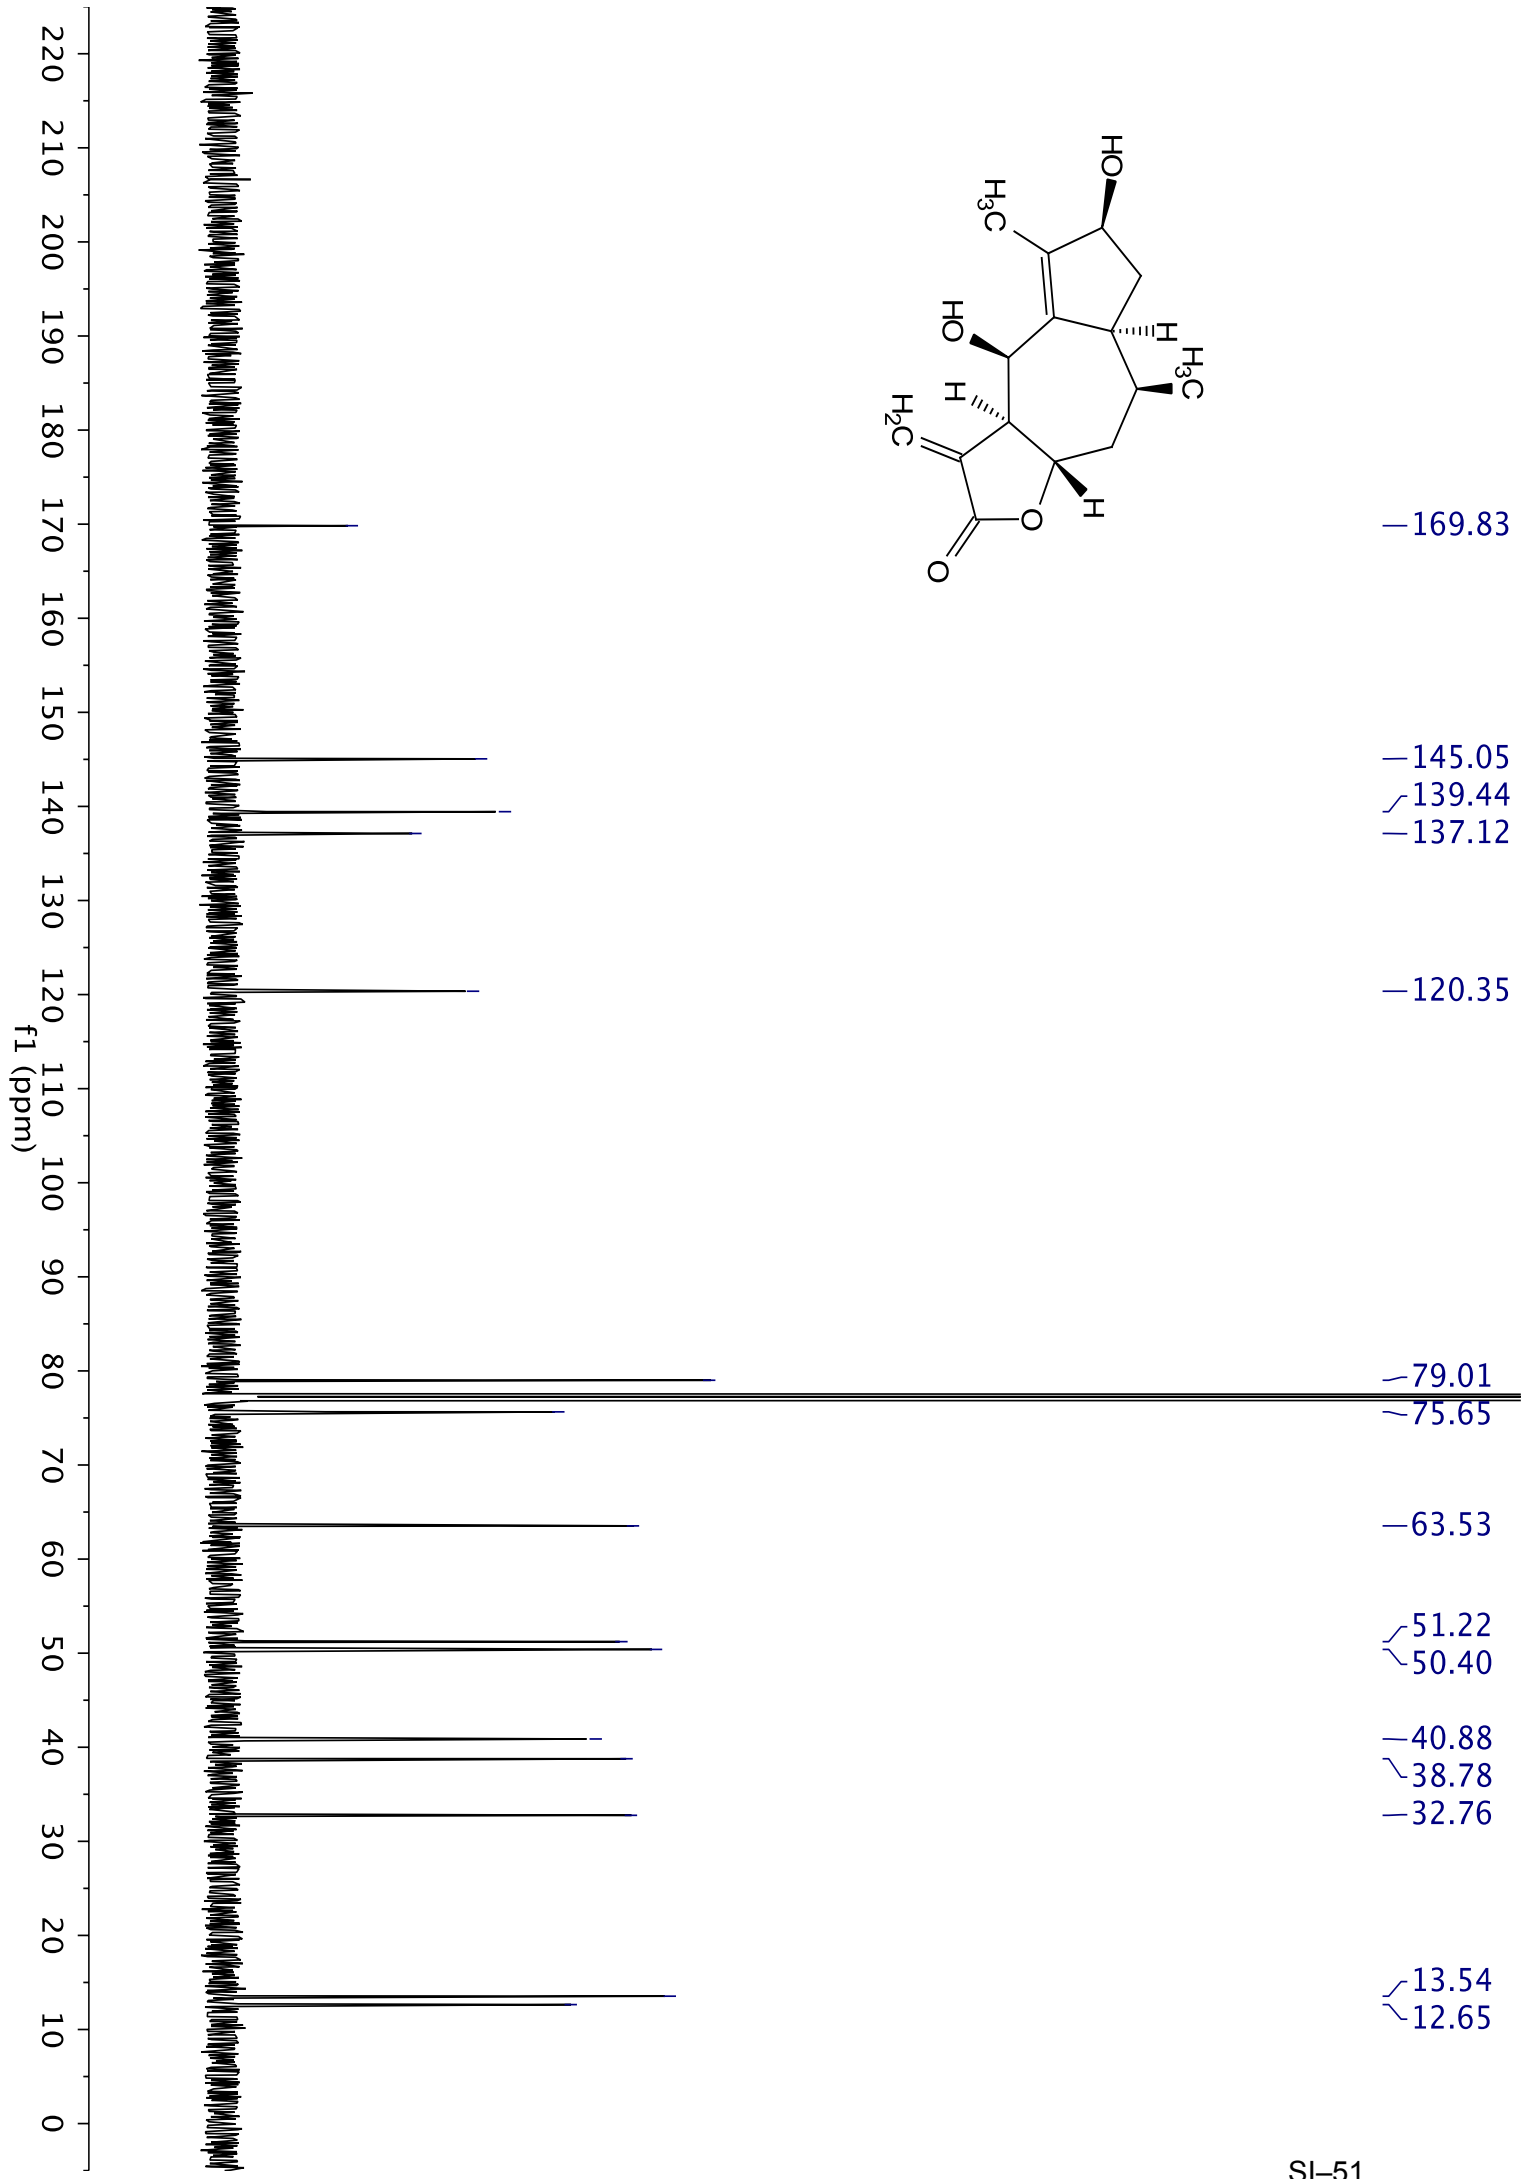 HO
H₃C
HO
H
H₃C
H
H₂C
H
O
O
169.83
145.05
139.44
137.12
120.35
79.01
75.65
63.53
51.22
50.40
40.88
38.78
32.76
13.54
12.65
220 210 200 190 180 170 160 150 140 130 120 110 100 90 80 70 60 50 40 30 20 10 0
f1 (ppm)
SI–51